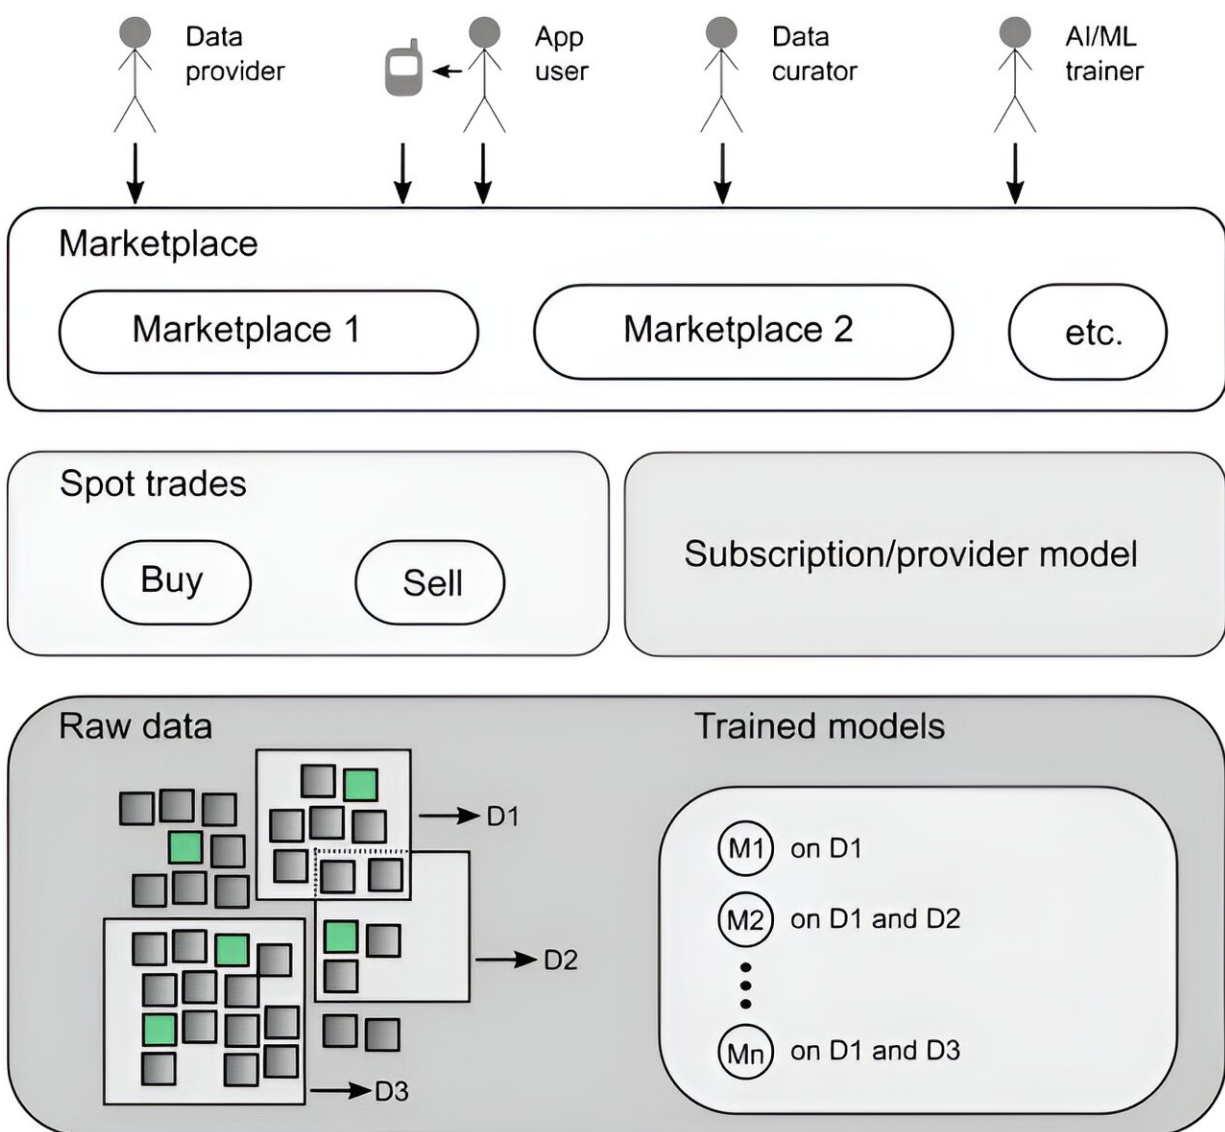 Data
provider
App
user
Data
curator
AI/ML
trainer
Marketplace
Marketplace 1
Marketplace 2
etc.
Spot trades
Buy
Sell
Subscription/provider model
Raw data
Trained models
D1
D2
D3
M1 on D1
M2 on D1 and D2
Mn on D1 and D3